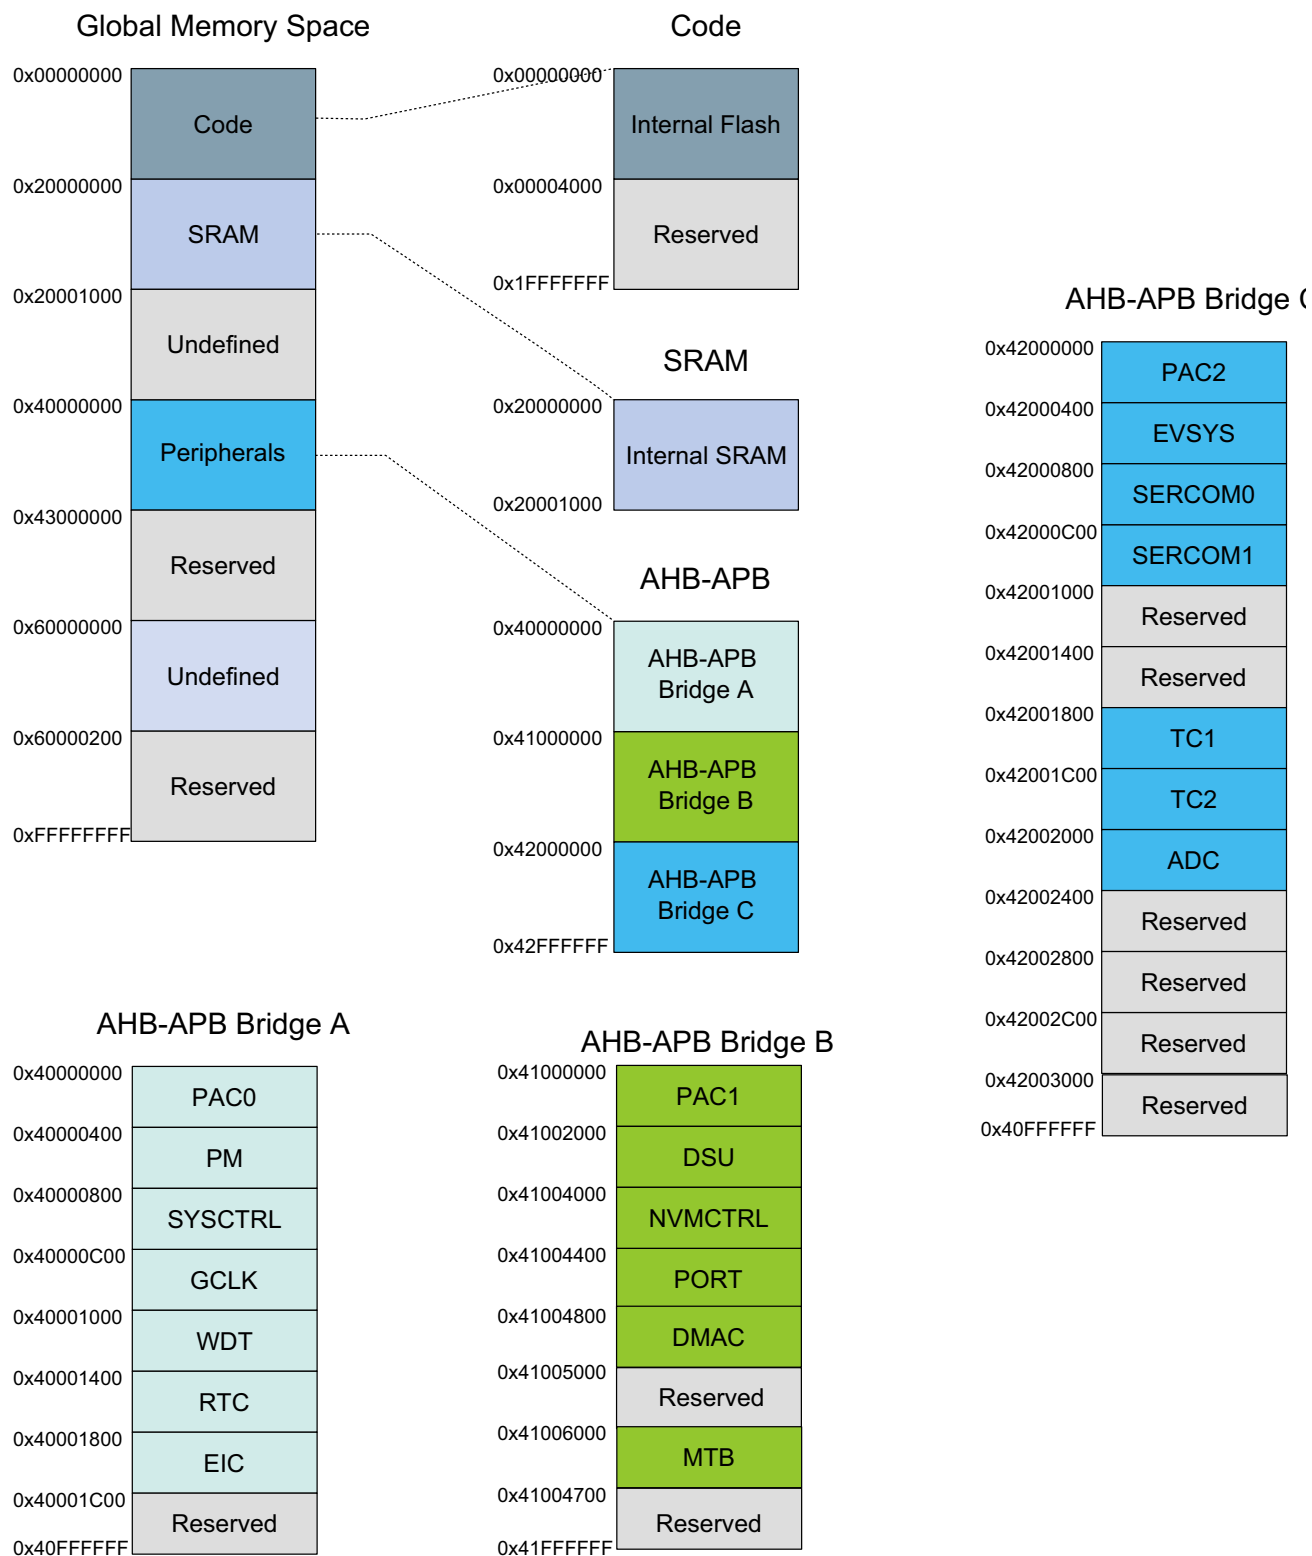 Global Memory Space
0x00000000
Code
0x20000000
SRAM
0x20001000
Undefined
0x40000000
Peripherals
0x43000000
Reserved
0x60000000
Undefined
0x60000200
Reserved
0xFFFFFFFF
Code
0x00000000
Internal Flash
0x00004000
Reserved
0x1FFFFFFF
SRAM
0x20000000
Internal SRAM
0x20001000
AHB-APB
0x40000000
AHB-APB
Bridge A
0x41000000
AHB-APB
Bridge B
0x42000000
AHB-APB
Bridge C
0x42FFFFFF
AHB-APB Bridge C
0x42000000
PAC2
0x42000400
EVSYS
0x42000800
SERCOM0
0x42000C00
SERCOM1
0x42001000
Reserved
0x42001400
Reserved
0x42001800
TC1
0x42001C00
TC2
0x42002000
ADC
0x42002400
Reserved
0x42002800
Reserved
0x42002C00
Reserved
0x42003000
Reserved
0x40FFFFFF
AHB-APB Bridge A
0x40000000
PAC0
0x40000400
PM
0x40000800
SYSCTRL
0x40000C00
GCLK
0x40001000
WDT
0x40001400
RTC
0x40001800
EIC
0x40001C00
Reserved
0x40FFFFFF
AHB-APB Bridge B
0x41000000
PAC1
0x41002000
DSU
0x41004000
NVMCTRL
0x41004400
PORT
0x41004800
DMAC
0x41005000
Reserved
0x41006000
MTB
0x41004700
Reserved
0x41FFFFFF